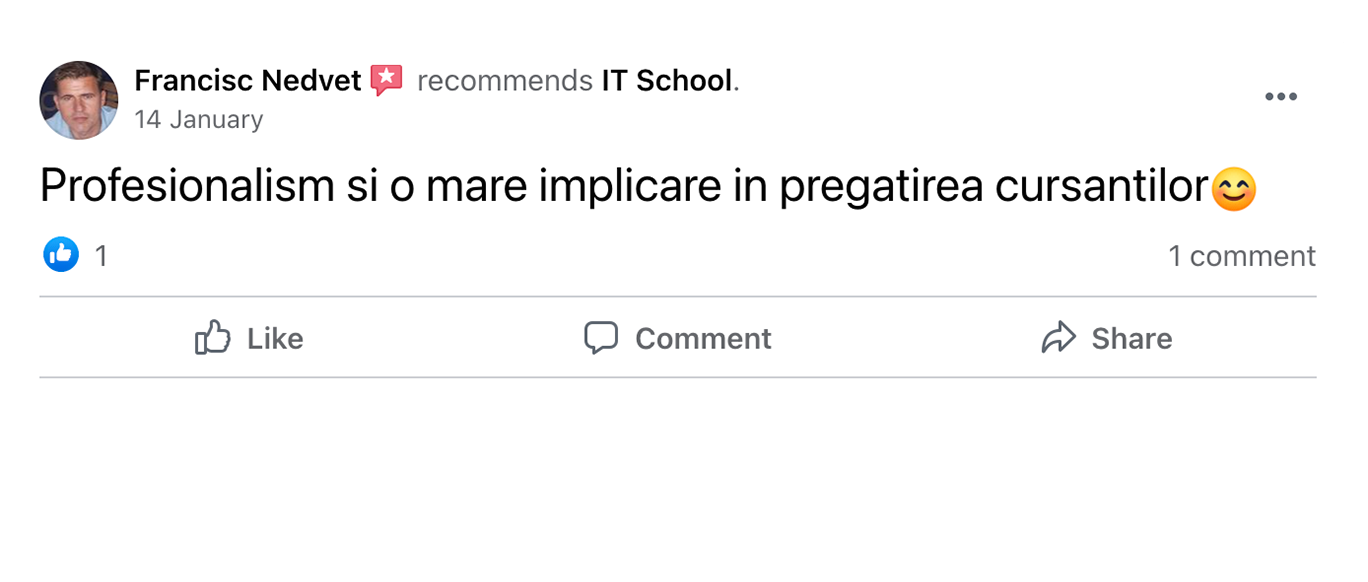 Francisc Nedvet recommends IT School.
14 January
Profesionalism si o mare implicare in pregatirea cursantilor😊
1 1 comment
Like Comment Share